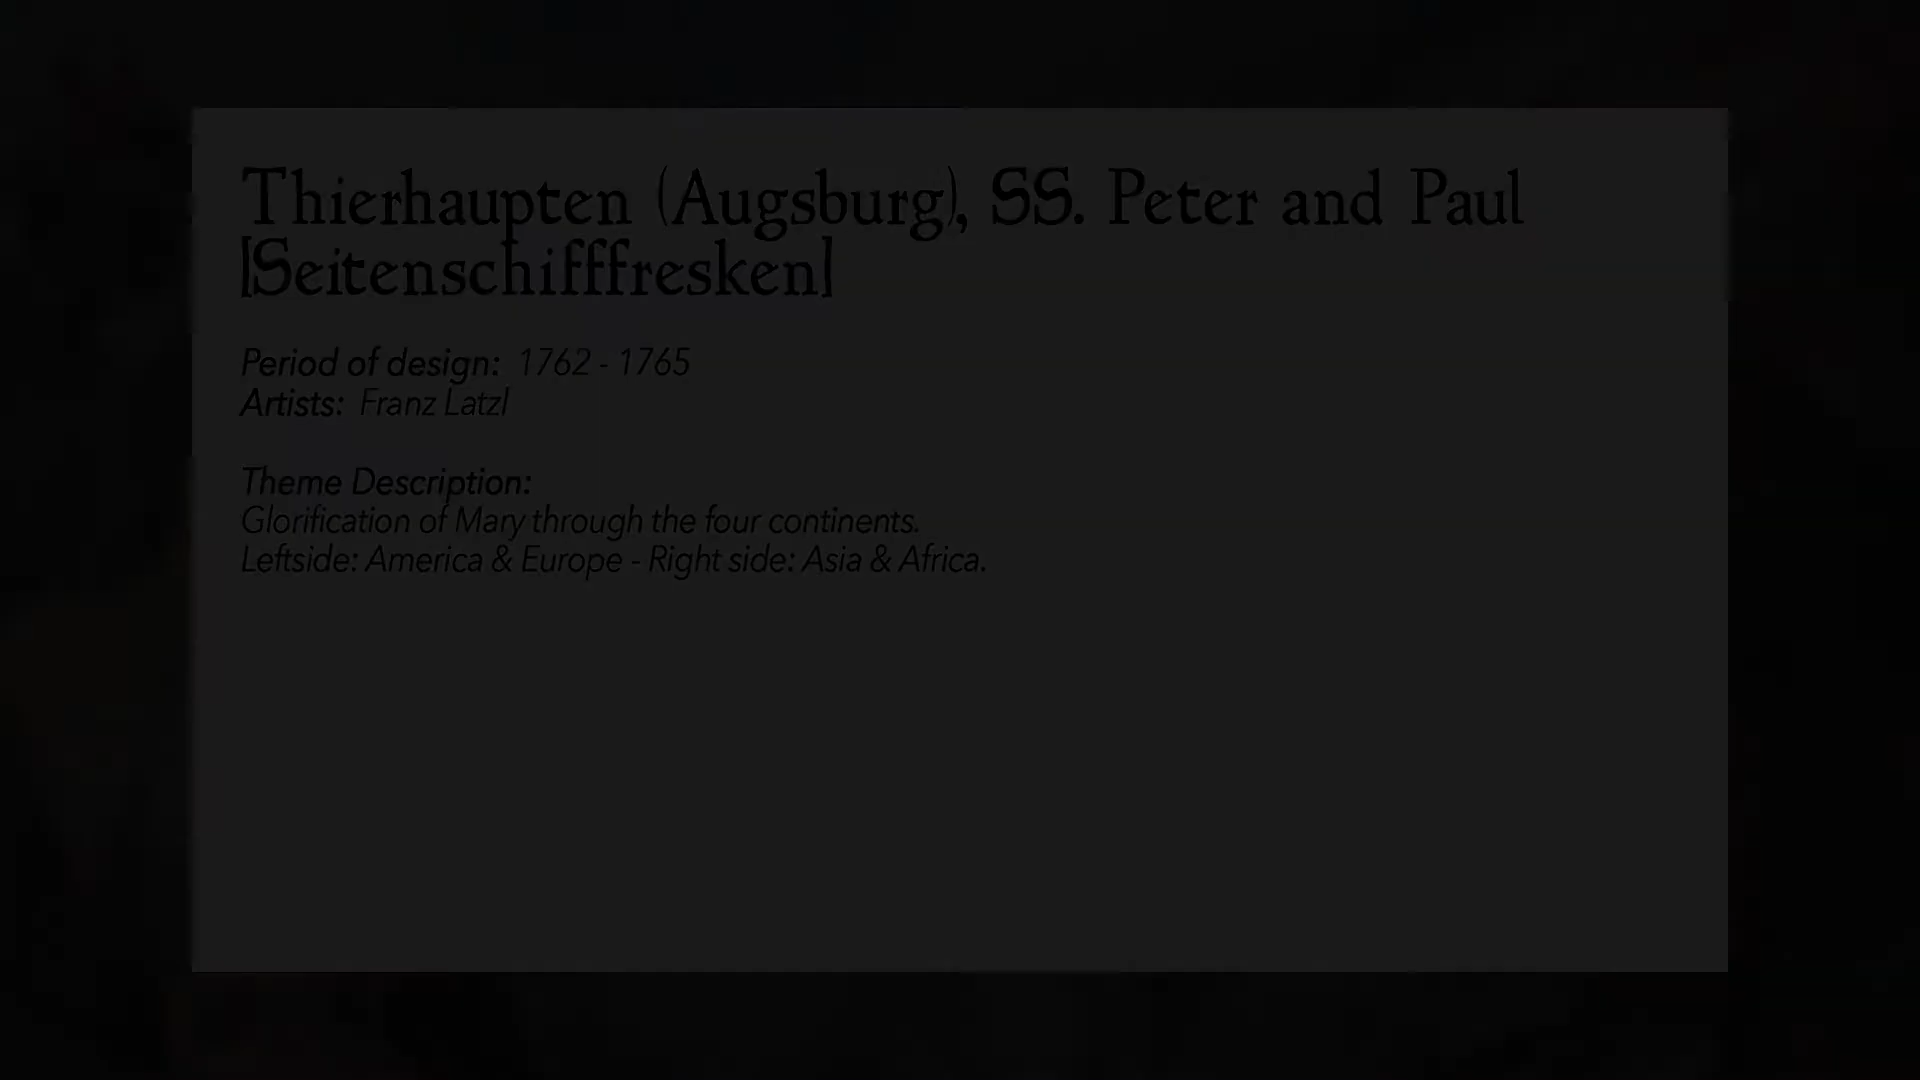 Thierhaupten (Augsburg), SS. Peter and Paul
[Seitenschifffresken]
Period of design: 1762 - 1765
Artists: Franz Latzl
Theme Description:
Glorification of Mary through the four continents.
Leftside: America & Europe - Right side: Asia & Africa.